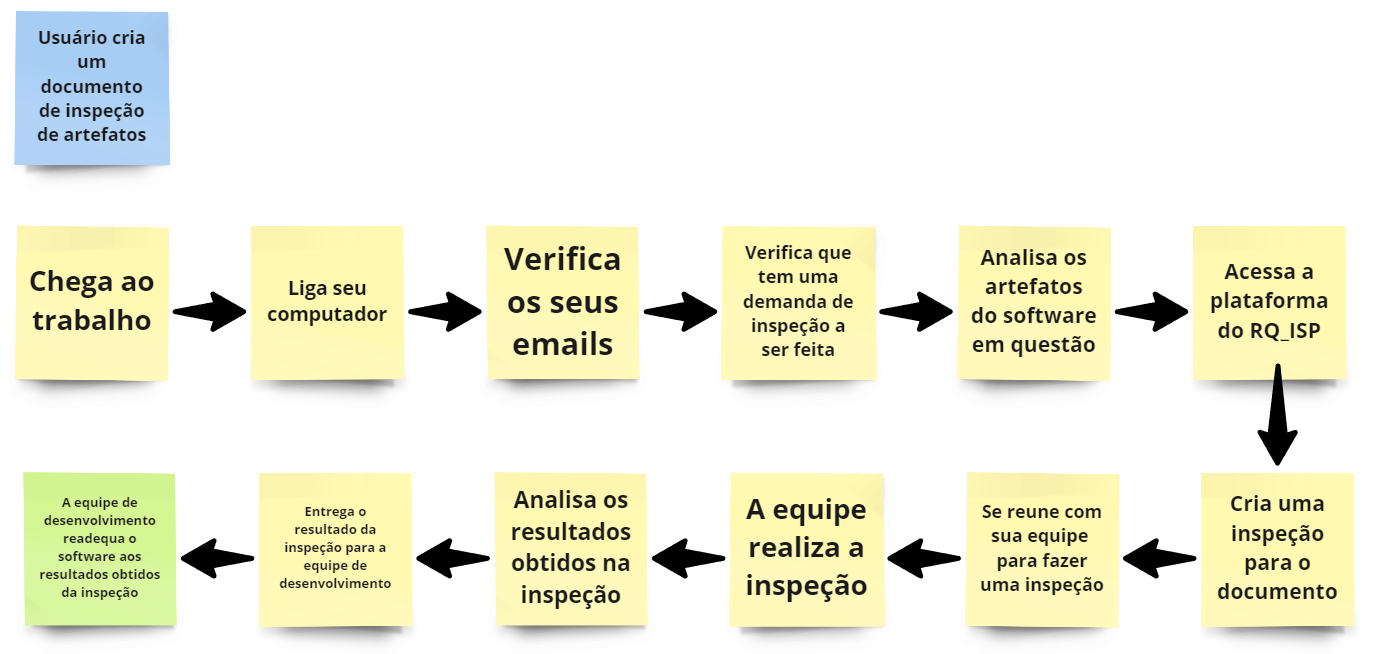 Usuário cria
um
documento
de inspeção
de artefatos
Chega ao
trabalho
Liga seu
computador
Verifica
os seus
emails
Verifica que
tem uma
demanda de
inspeção a
ser feita
Analisa os
artefatos
do software
em questão
Acessa a
plataforma
do RQ_ISP
Cria uma
inspeção
para o
documento
Se reune com
sua equipe
para fazer
uma inspeção
A equipe
realiza a
inspeção
Analisa os
resultados
obtidos na
inspeção
Entrega o
resultado da
inspeção para a
equipe de
desenvolvimento
A equipe de
desenvolvimento
readequa o
software aos
resultados obtidos
da inspeção